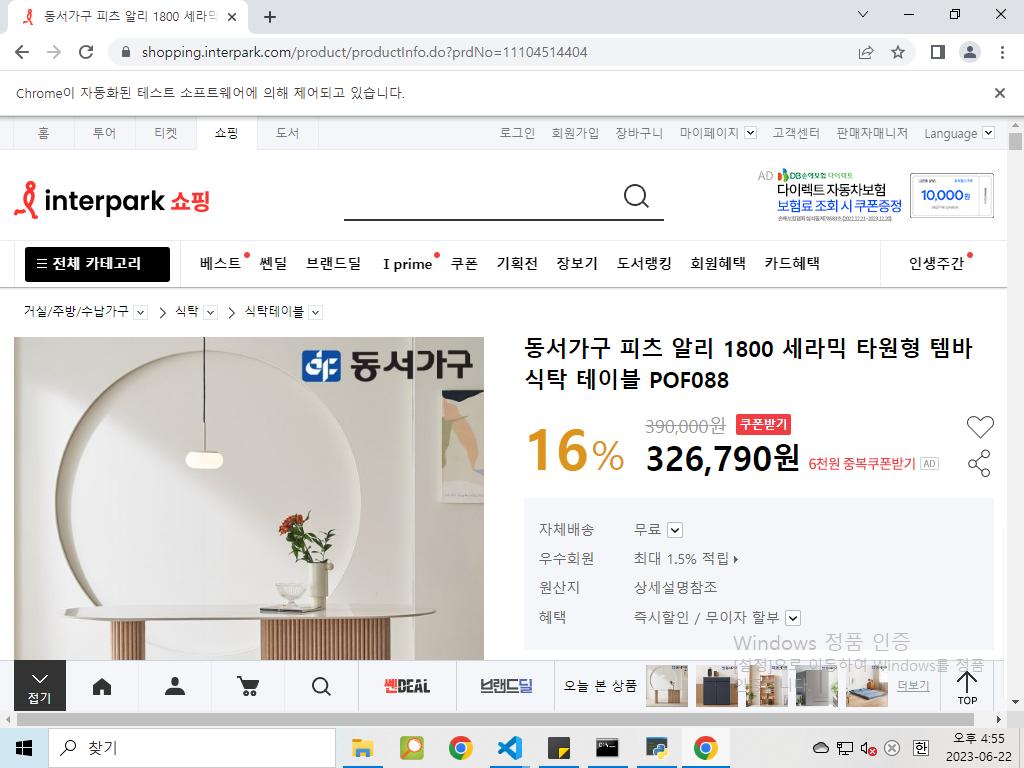 동서가구 피츠 알리 1800 세라믹
shopping.interpark.com/product/productInfo.do?prdNo=11104514404
Chrome이 자동화된 테스트 소프트웨어에 의해 제어되고 있습니다.
홈 투어 티켓 쇼핑 도서 로그인 회원가입 장바구니 마이페이지 고객센터 판매자매니저 Language
interpark 쇼핑
AD DB손해보험 다이렉트
다이렉트 자동차보험
보험료 조회 시 쿠폰증정
10,000원
전체 카테고리 베스트 쎈딜 브랜드딜 I prime 쿠폰 기획전 장보기 도서랭킹 회원혜택 카드혜택 인생주간
거실/주방/수납가구 식탁 식탁테이블
동서가구
동서가구 피츠 알리 1800 세라믹 타원형 템바
식탁 테이블 POF088
16% 390,000원 쿠폰받기
326,790원 6천원 중복쿠폰받기 AD
자체배송 무료
우수회원 최대 1.5% 적립
원산지 상세설명참조
혜택 즉시할인 / 무이자 할부
Windows 정품 인증
[설정]으로 이동하여 Windows를 정품
접기 쎈DEAL 브랜드딜 오늘 본 상품 더보기 TOP
찾기 한 오후 4:55
2023-06-22